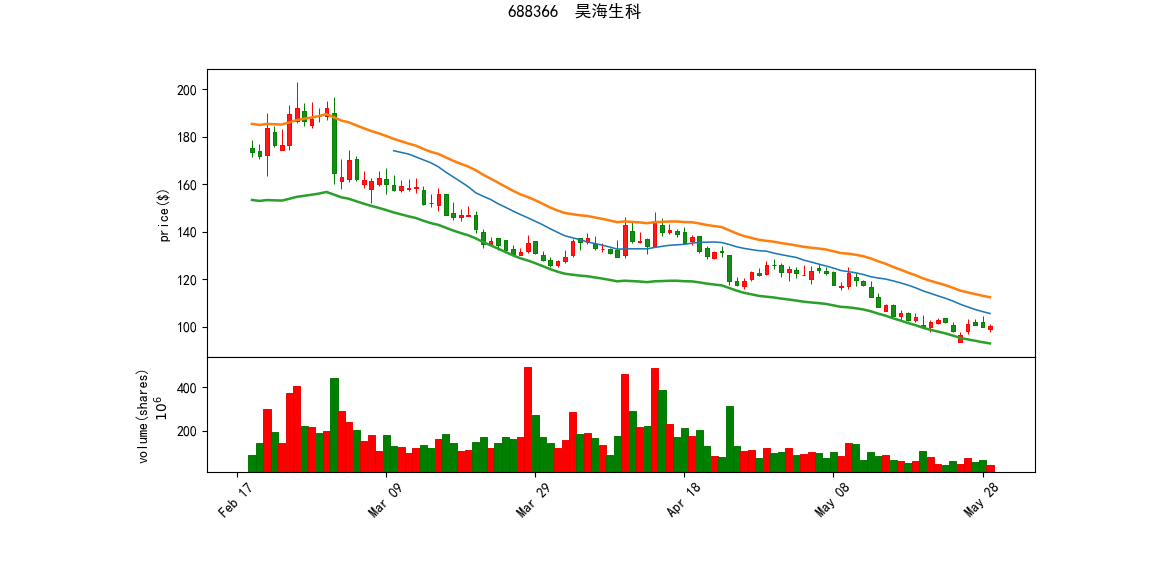 688366 昊海生科
price($)
200
180
160
140
120
100
volume(shares)
10^6
400
200
Feb 17
Mar 09
Mar 29
Apr 18
May 08
May 28